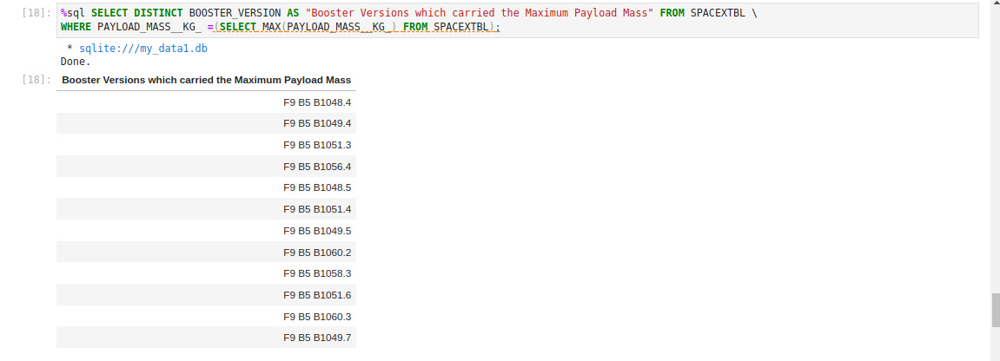 [18]: %sql SELECT DISTINCT BOOSTER_VERSION AS "Booster Versions which carried the Maximum Payload Mass" FROM SPACEXTBL \
WHERE PAYLOAD_MASS__KG_ =(SELECT MAX(PAYLOAD_MASS__KG_) FROM SPACEXTBL);
* sqlite:///my_data1.db
Done.
[18]: Booster Versions which carried the Maximum Payload Mass
F9 B5 B1048.4
F9 B5 B1049.4
F9 B5 B1051.3
F9 B5 B1056.4
F9 B5 B1048.5
F9 B5 B1051.4
F9 B5 B1049.5
F9 B5 B1060.2
F9 B5 B1058.3
F9 B5 B1051.6
F9 B5 B1060.3
F9 B5 B1049.7